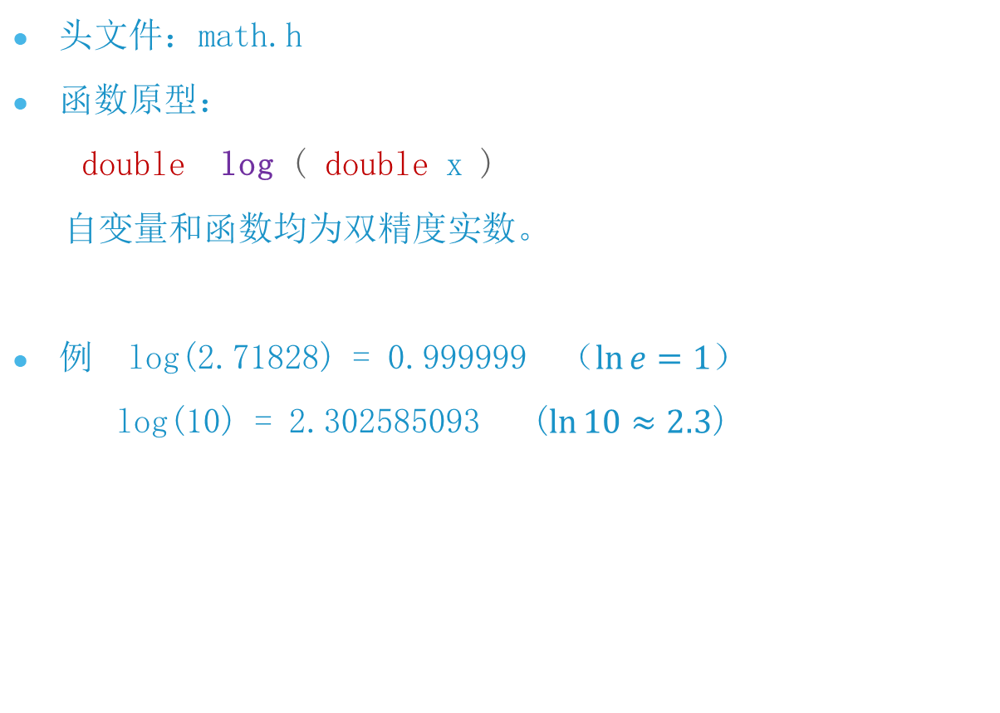 • 头文件：math.h
• 函数原型：
double log ( double x )
自变量和函数均为双精度实数。
• 例 log(2.71828) = 0.999999 （ln e = 1）
log(10) = 2.302585093 (ln 10 ≈ 2.3)